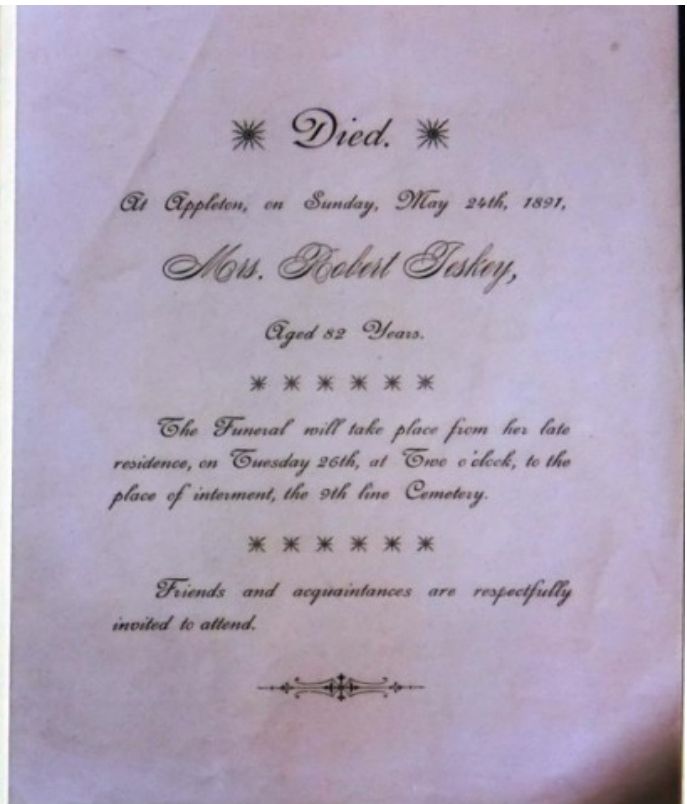 Died.
At Appleton, on Sunday, May 24th, 1891,
Mrs. Robert Teskey,
Aged 82 Years.
The Funeral will take place from her late
residence, on Tuesday 26th, at Two o'clock, to the
place of interment, the 9th line Cemetery.
Friends and acquaintances are respectfully
invited to attend.